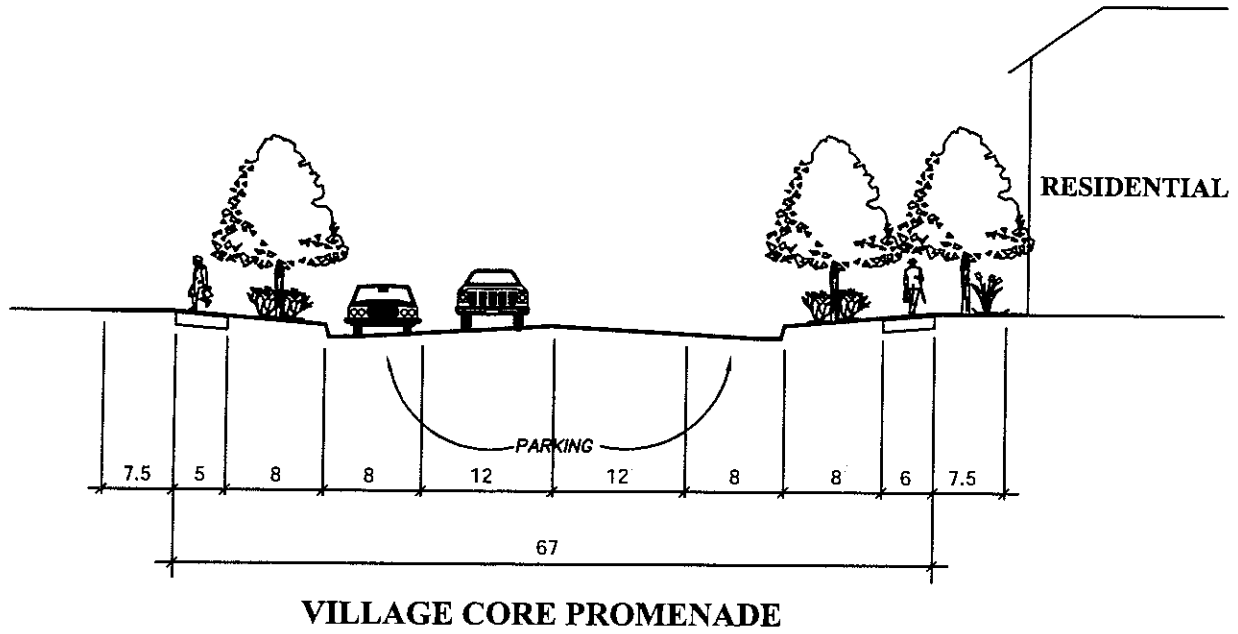 RESIDENTIAL
PARKING
7.5 5 8 8 12 12 8 8 6 7.5
67
VILLAGE CORE PROMENADE